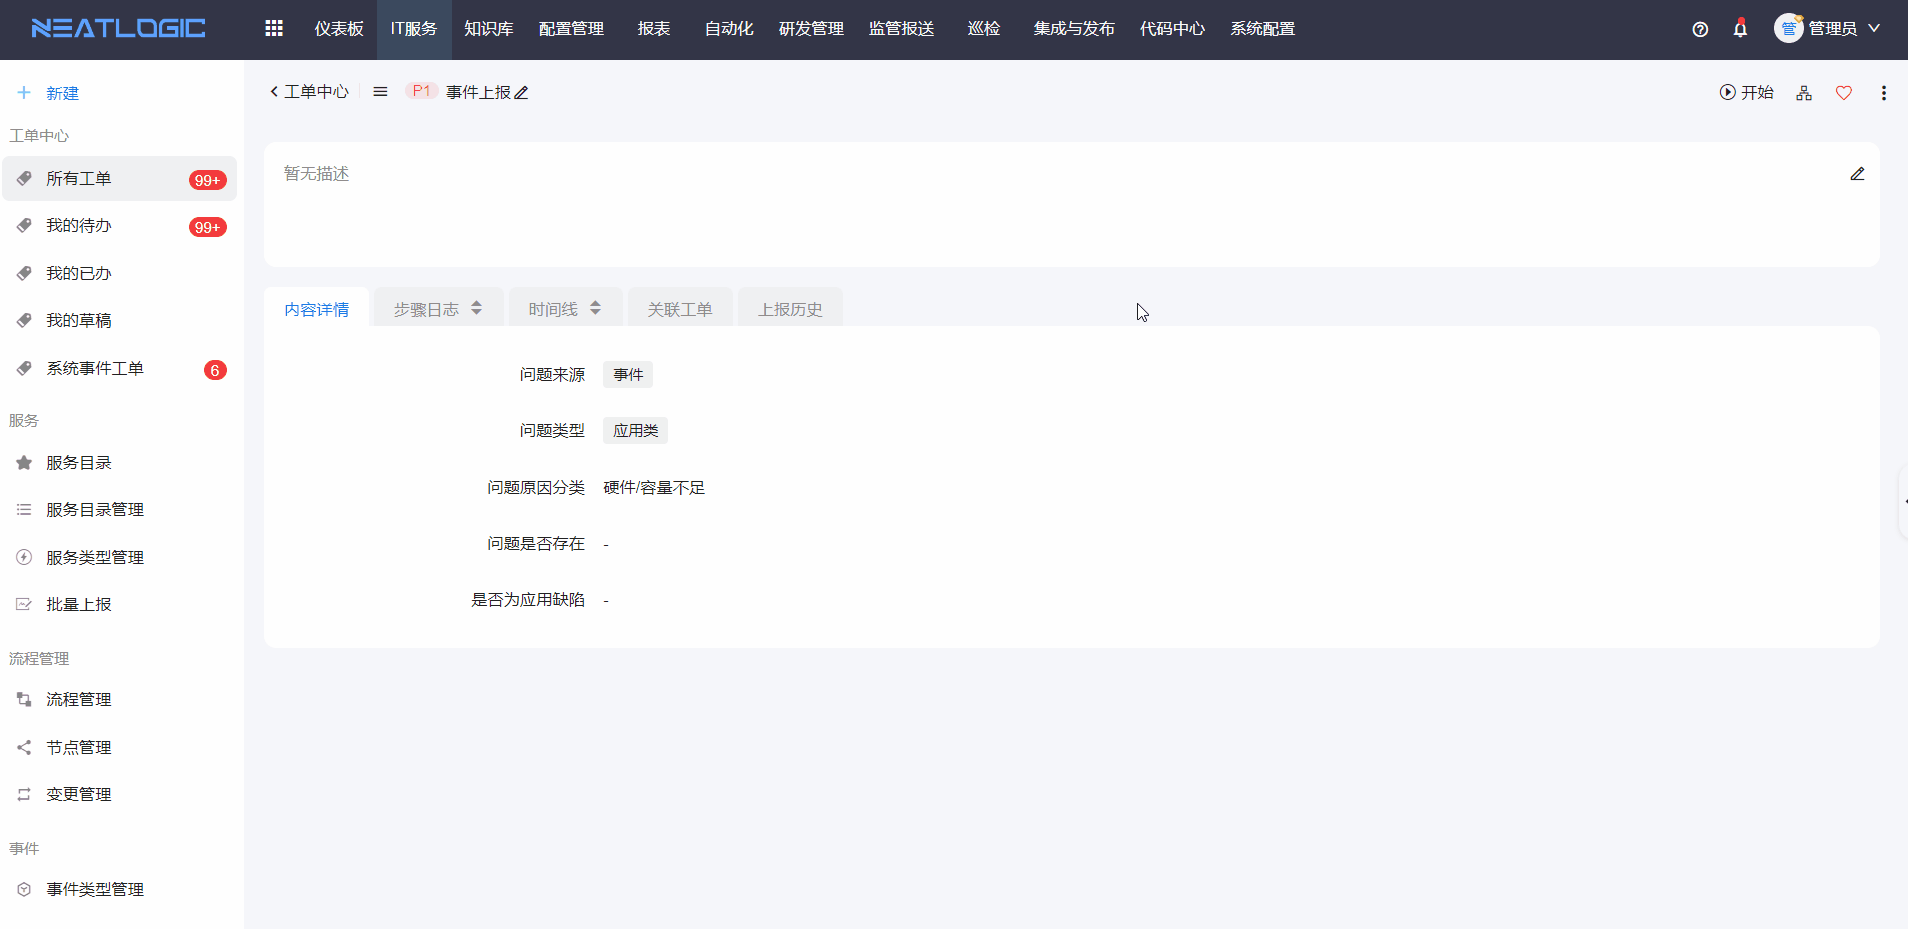 NEATLOGIC
仪表板 IT服务 知识库 配置管理 报表 自动化 研发管理 监管报送 巡检 集成与发布 代码中心 系统配置
管 管理员
新建
工单中心
所有工单 99+
我的待办 99+
我的已办
我的草稿
系统事件工单 6
服务
服务目录
服务目录管理
服务类型管理
批量上报
流程管理
流程管理
节点管理
变更管理
事件
事件类型管理
工单中心 P1 事件上报
开始
暂无描述
内容详情 步骤日志 时间线 关联工单 上报历史
问题来源 事件
问题类型 应用类
问题原因分类 硬件/容量不足
问题是否存在 -
是否为应用缺陷 -